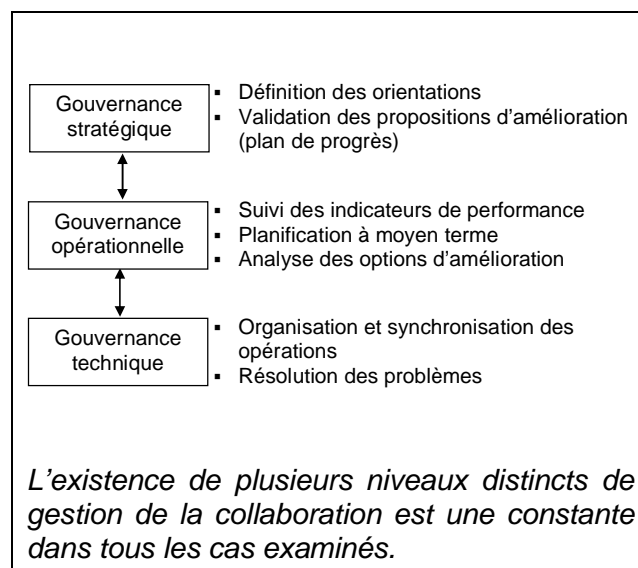 Gouvernance
stratégique
▪ Définition des orientations
▪ Validation des propositions d'amélioration
(plan de progrès)
Gouvernance
opérationnelle
▪ Suivi des indicateurs de performance
▪ Planification à moyen terme
▪ Analyse des options d'amélioration
Gouvernance
technique
▪ Organisation et synchronisation des
opérations
▪ Résolution des problèmes
L'existence de plusieurs niveaux distincts de
gestion de la collaboration est une constante
dans tous les cas examinés.